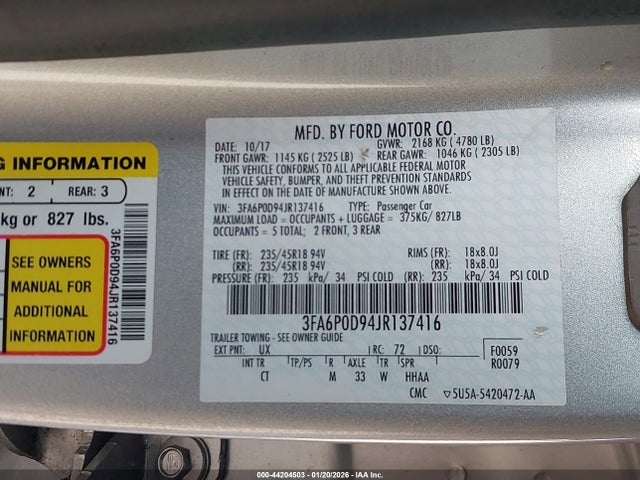 G INFORMATION
NT: 2 REAR: 3
kg or 827 lbs.
SEE OWNERS
MANUAL FOR
ADDITIONAL
INFORMATION
3FA6P0D94JR137416
MFD. BY FORD MOTOR CO.
DATE: 10/17 GVWR: 2168 KG ( 4780 LB)
FRONT GAWR: 1145 KG ( 2525 LB) REAR GAWR: 1046 KG ( 2305 LB)
THIS VEHICLE CONFORMS TO ALL APPLICABLE FEDERAL MOTOR
VEHICLE SAFETY, BUMPER, AND THEFT PREVENTION STANDARDS
IN EFFECT ON THE DATE OF MANUFACTURE SHOWN ABOVE.
VIN: 3FA6P0D94JR137416 TYPE: Passenger Car
MAXIMUM LOAD = OCCUPANTS + LUGGAGE = 375KG/ 827LB
OCCUPANTS = 5 TOTAL; 2 FRONT, 3 REAR
TIRE (FR): 235/45R18 94V RIMS (FR): 18x8.0J
(RR): 235/45R18 94V (RR): 18x8.0J
PRESSURE (FR): 235 kPa/ 34 PSI COLD (RR): 235 kPa/ 34 PSI COLD
3FA6P0D94JR137416
TRAILER TOWING - SEE OWNER GUIDE
EXT PNT: UX RC: 72 DSO: F0059
INT TR TP/PS R AXLE TR SPR R0079
CT M 33 W HHAA
CMC ▽5U5A-5420472-AA
000-44204503 - 01/20/2026 - IAA Inc.